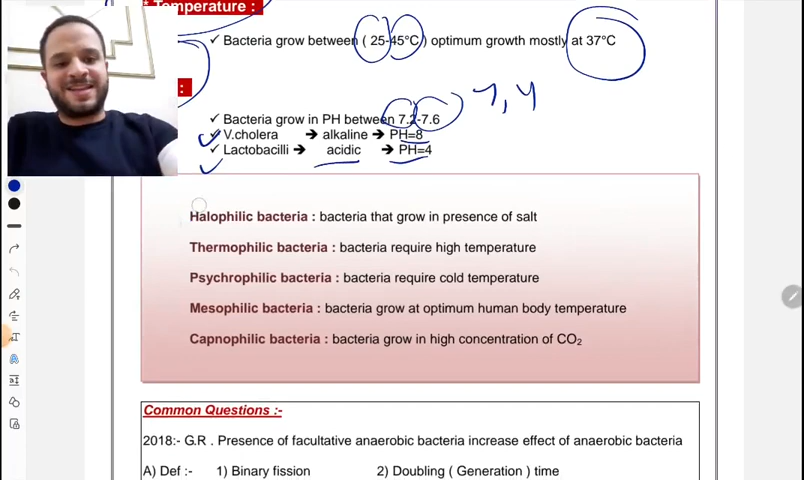 * Temperature :
✓ Bacteria grow between ( 25-45°C ) optimum growth mostly at 37°C
:
✓ Bacteria grow in PH between 7.2-7.6
7,4
✓ V.cholera ➔ alkaline ➔ PH=8
✓ Lactobacilli ➔ acidic ➔ PH=4
Halophilic bacteria : bacteria that grow in presence of salt
Thermophilic bacteria : bacteria require high temperature
Psychrophilic bacteria : bacteria require cold temperature
Mesophilic bacteria : bacteria grow at optimum human body temperature
Capnophilic bacteria : bacteria grow in high concentration of CO₂
Common Questions :-
2018:- G.R . Presence of facultative anaerobic bacteria increase effect of anaerobic bacteria
A) Def :- 1) Binary fission 2) Doubling ( Generation ) time